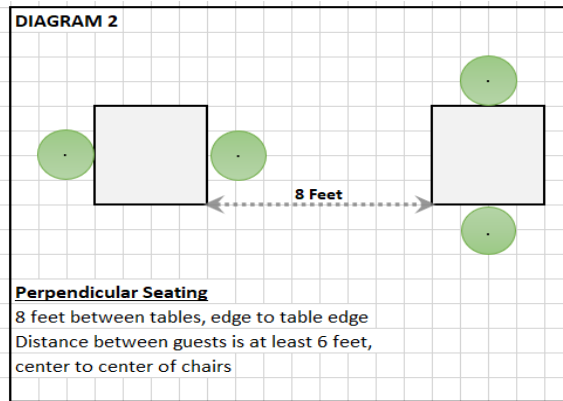 DIAGRAM 2
8 Feet
Perpendicular Seating
8 feet between tables, edge to table edge
Distance between guests is at least 6 feet,
center to center of chairs